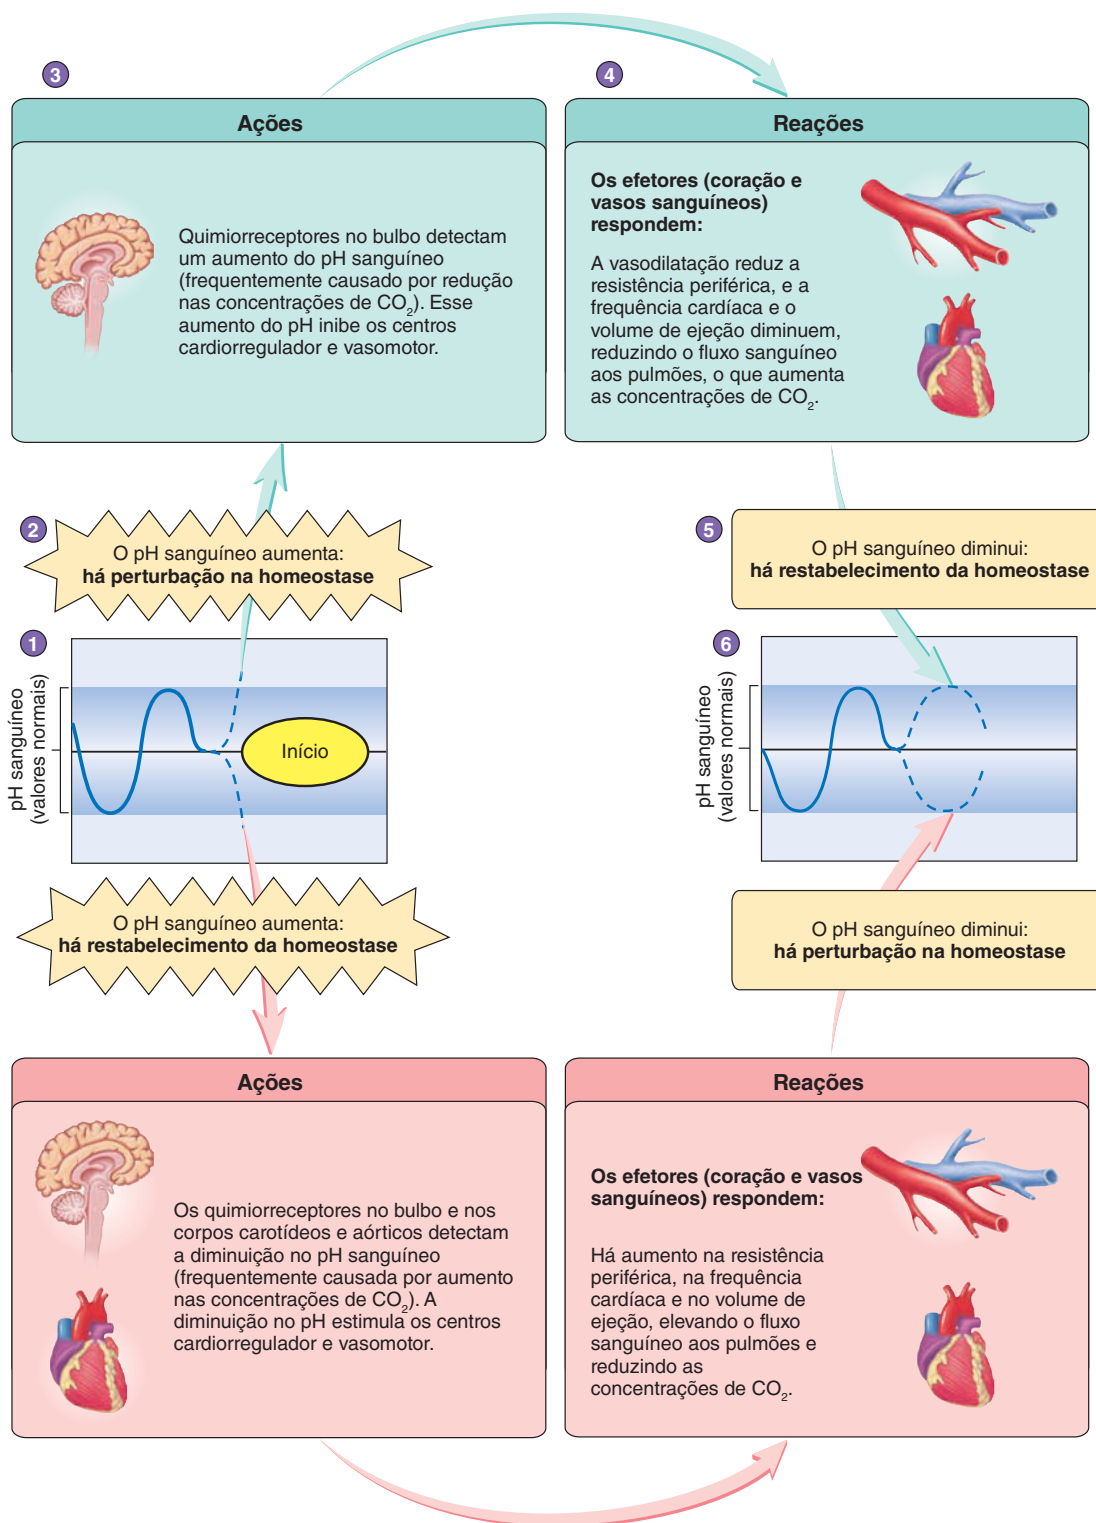 3
Ações
Quimiorreceptores no bulbo detectam
um aumento do pH sanguíneo
(frequentemente causado por redução
nas concentrações de CO₂). Esse
aumento do pH inibe os centros
cardiorregulador e vasomotor.
4
Reações
Os efetores (coração e
vasos sanguíneos)
respondem:
A vasodilatação reduz a
resistência periférica, e a
frequência cardíaca e o
volume de ejeção diminuem,
reduzindo o fluxo sanguíneo
aos pulmões, o que aumenta
as concentrações de CO₂.
2
O pH sanguíneo aumenta:
há perturbação na homeostase
5
O pH sanguíneo diminui:
há restabelecimento da homeostase
1
pH sanguíneo
(valores normais)
Início
6
pH sanguíneo
(valores normais)
O pH sanguíneo aumenta:
há restabelecimento da homeostase
O pH sanguíneo diminui:
há perturbação na homeostase
Ações
Os quimiorreceptores no bulbo e nos
corpos carotídeos e aórticos detectam
a diminuição no pH sanguíneo
(frequentemente causada por aumento
nas concentrações de CO₂). A
diminuição no pH estimula os centros
cardiorregulador e vasomotor.
Reações
Os efetores (coração e vasos
sanguíneos) respondem:
Há aumento na resistência
periférica, na frequência
cardíaca e no volume de
ejeção, elevando o fluxo
sanguíneo aos pulmões e
reduzindo as
concentrações de CO₂.